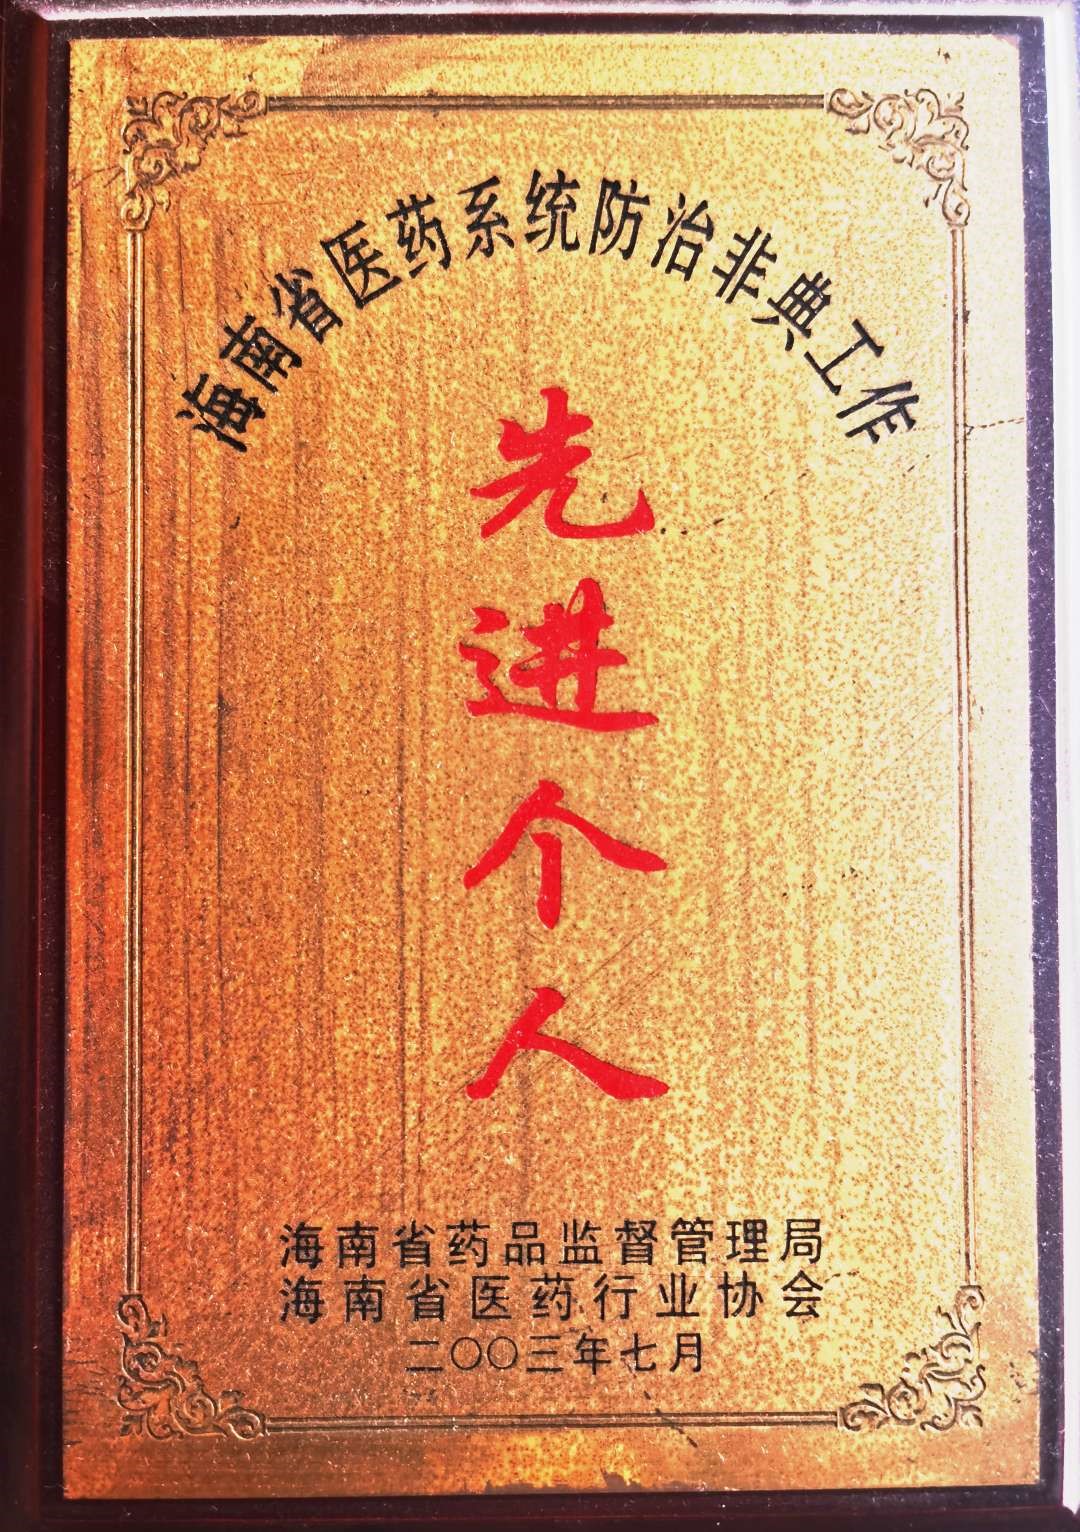 海南省医药系统防治非典工作
先进个人
海南省药品监督管理局
海南省医药行业协会
二〇〇三年七月